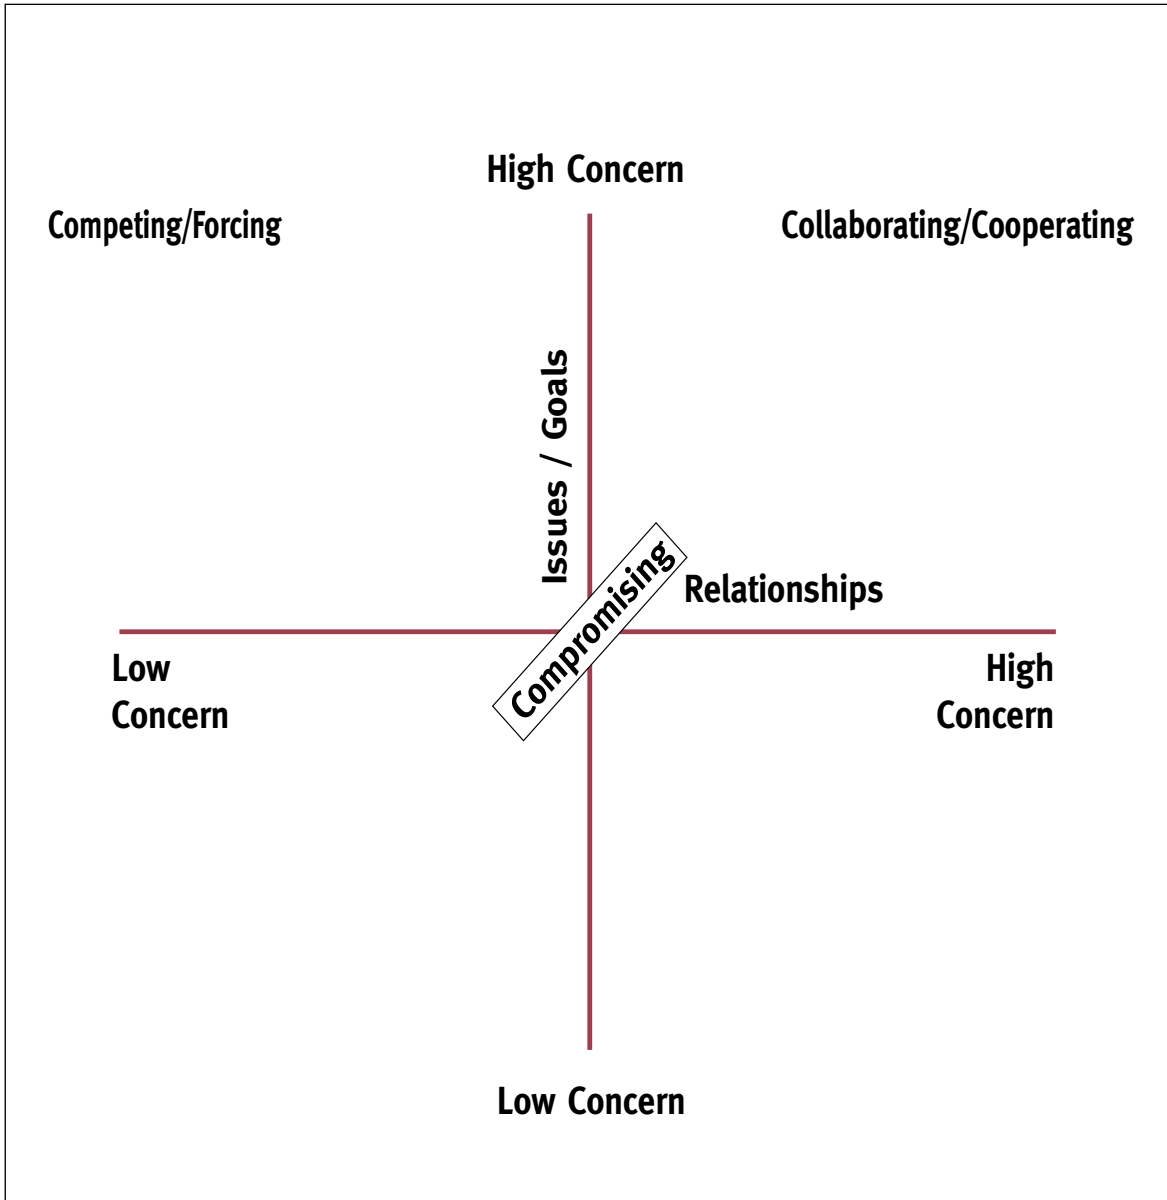 High Concern
Competing/Forcing
Collaborating/Cooperating
Issues / Goals
Compromising
Relationships
Low
Concern
High
Concern
Low Concern